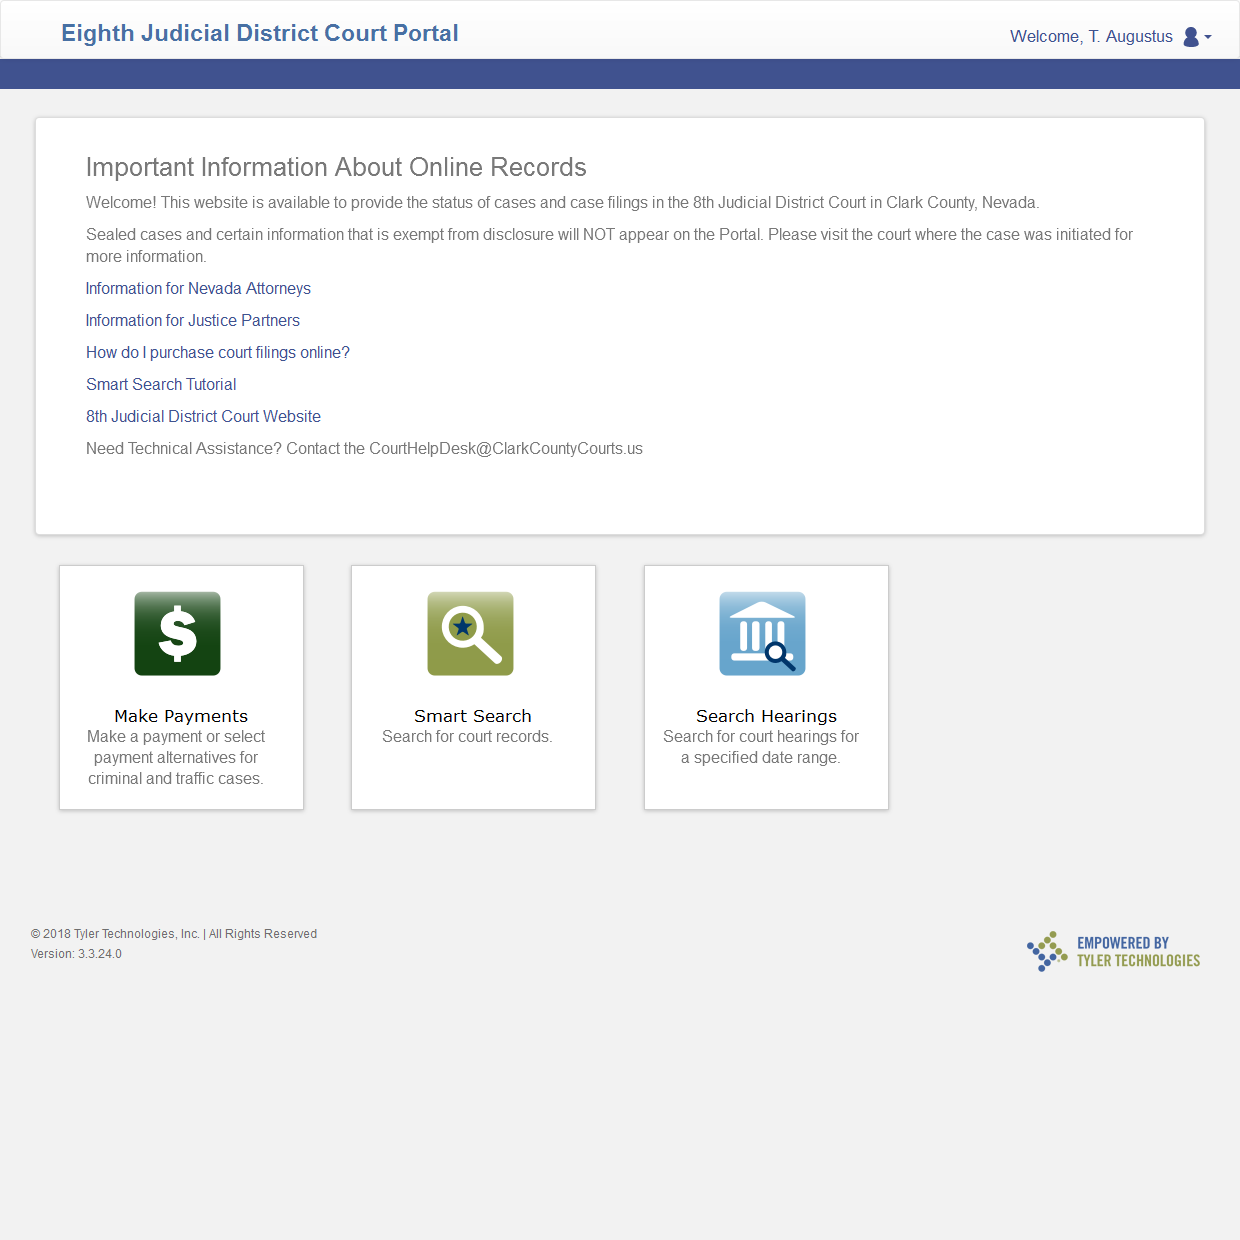 Eighth Judicial District Court Portal
Welcome, T. Augustus
Important Information About Online Records
Welcome! This website is available to provide the status of cases and case filings in the 8th Judicial District Court in Clark County, Nevada.
Sealed cases and certain information that is exempt from disclosure will NOT appear on the Portal. Please visit the court where the case was initiated for
more information.
Information for Nevada Attorneys
Information for Justice Partners
How do I purchase court filings online?
Smart Search Tutorial
8th Judicial District Court Website
Need Technical Assistance? Contact the CourtHelpDesk@ClarkCountyCourts.us
$
Make Payments
Make a payment or select
payment alternatives for
criminal and traffic cases.
Smart Search
Search for court records.
Search Hearings
Search for court hearings for
a specified date range.
© 2018 Tyler Technologies, Inc. | All Rights Reserved
Version: 3.3.24.0
EMPOWERED BY
TYLER TECHNOLOGIES